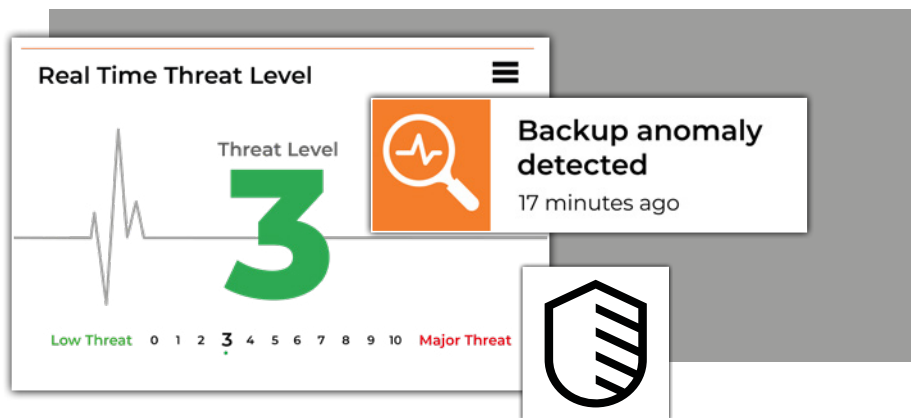 Real Time Threat Level
Threat Level
3
Backup anomaly
detected
17 minutes ago
Low Threat 0 1 2 3 4 5 6 7 8 9 10 Major Threat